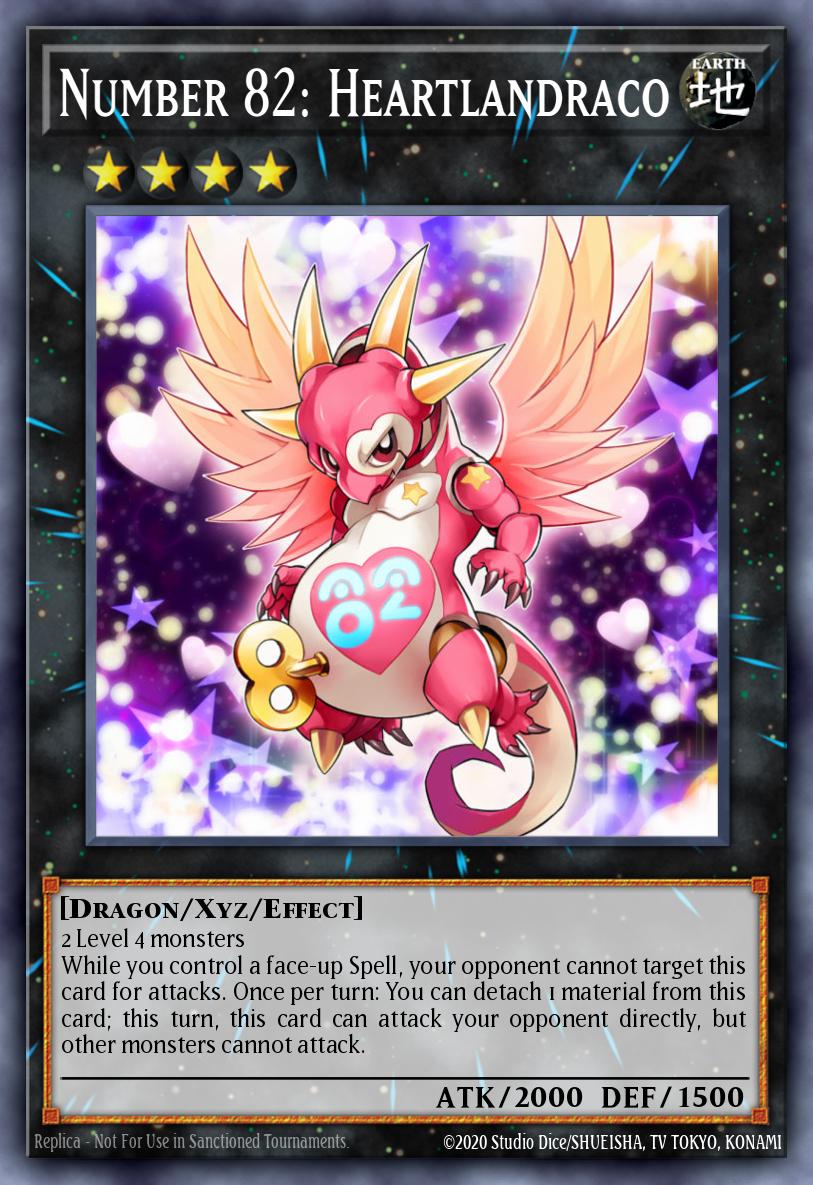 Number 82: Heartlandraco
EARTH
地
82
[Dragon/Xyz/Effect]
2 Level 4 monsters
While you control a face-up Spell, your opponent cannot target this
card for attacks. Once per turn: You can detach 1 material from this
card; this turn, this card can attack your opponent directly, but
other monsters cannot attack.
ATK/2000 DEF/1500
Replica - Not For Use in Sanctioned Tournaments.
©2020 Studio Dice/SHUEISHA, TV TOKYO, KONAMI